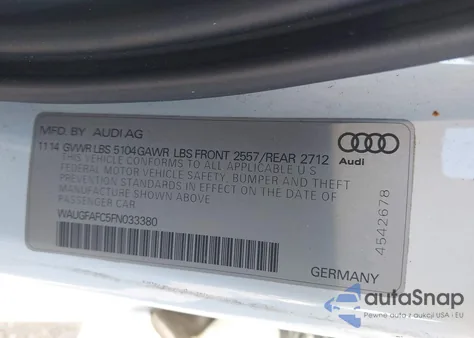 MFD. BY AUDI AG
11 14 GVWR LBS 5104 GAWR LBS FRONT 2557/REAR 2712
THIS VEHICLE CONFORMS TO ALL APPLICABLE U S
FEDERAL MOTOR VEHICLE SAFETY, BUMPER AND THEFT
PREVENTION STANDARDS IN EFFECT ON THE DATE OF
MANUFACTURE SHOWN ABOVE
PASSENGER CAR
WAUGFAFC5FN033380
Audi
4542678
GERMANY
autoSnap
Pewne auta z aukcji USA i EU